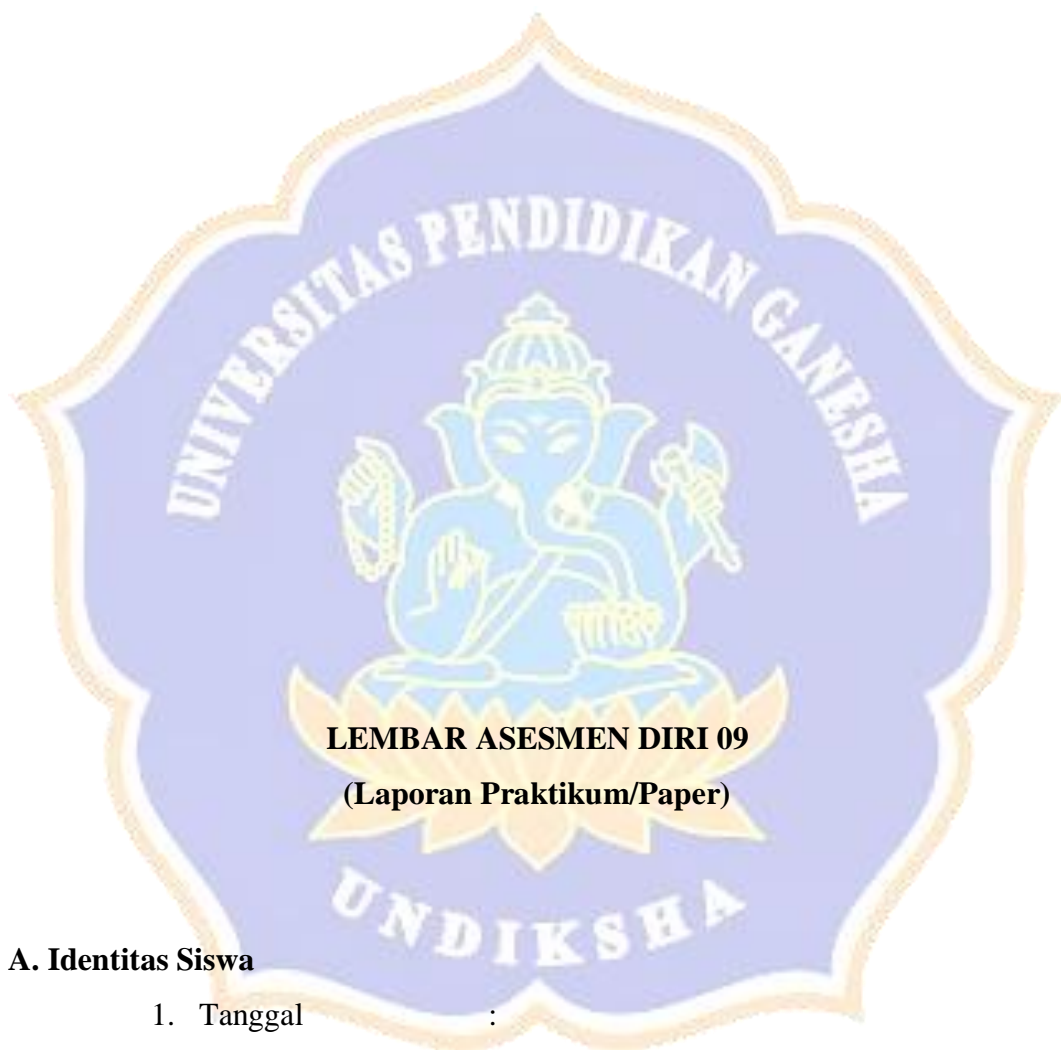 UNIVERSITAS PENDIDIKAN GANESHA
LEMBAR ASESMEN DIRI 09
(Laporan Praktikum/Paper)
UNDIKSHA
A. Identitas Siswa
1. Tanggal :